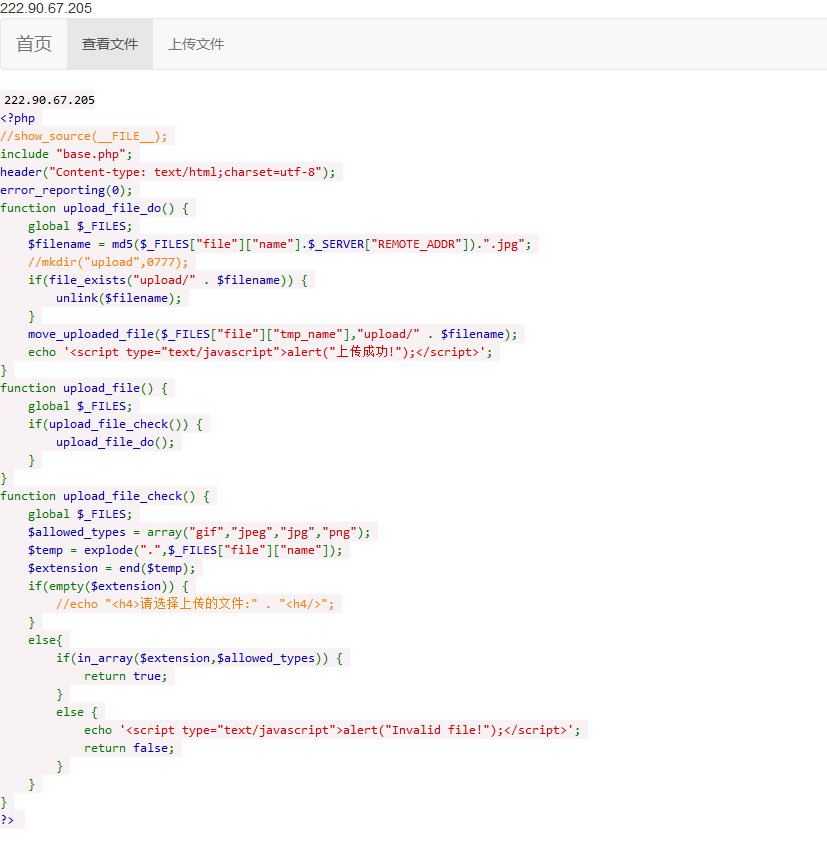 222.90.67.205
首页 查看文件 上传文件
222.90.67.205
<?php
//show_source(__FILE__);
include "base.php";
header("Content-type: text/html;charset=utf-8");
error_reporting(0);
function upload_file_do() {
    global $_FILES;
    $filename = md5($_FILES["file"]["name"].$_SERVER["REMOTE_ADDR"]).".jpg";
    //mkdir("upload",0777);
    if(file_exists("upload/" . $filename)) {
        unlink($filename);
    }
    move_uploaded_file($_FILES["file"]["tmp_name"],"upload/" . $filename);
    echo '<script type="text/javascript">alert("上传成功!");</script>';
}
function upload_file() {
    global $_FILES;
    if(upload_file_check()) {
        upload_file_do();
    }
}
function upload_file_check() {
    global $_FILES;
    $allowed_types = array("gif","jpeg","jpg","png");
    $temp = explode(".",$_FILES["file"]["name"]);
    $extension = end($temp);
    if(empty($extension)) {
        //echo "<h4>请选择上传的文件:" . "<h4/>";
    }
    else{
        if(in_array($extension,$allowed_types)) {
            return true;
        }
        else {
            echo '<script type="text/javascript">alert("Invalid file!");</script>';
            return false;
        }
    }
}
?>